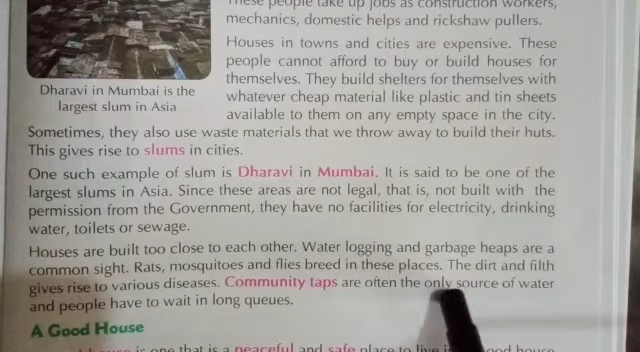 These people take up jobs as construction workers,
mechanics, domestic helps and rickshaw pullers.
Houses in towns and cities are expensive. These
people cannot afford to buy or build houses for
themselves. They build shelters for themselves with
whatever cheap material like plastic and tin sheets
available to them on any empty space in the city.
Dharavi in Mumbai is the
largest slum in Asia
Sometimes, they also use waste materials that we throw away to build their huts.
This gives rise to slums in cities.
One such example of slum is Dharavi in Mumbai. It is said to be one of the
largest slums in Asia. Since these areas are not legal, that is, not built with the
permission from the Government, they have no facilities for electricity, drinking
water, toilets or sewage.
Houses are built too close to each other. Water logging and garbage heaps are a
common sight. Rats, mosquitoes and flies breed in these places. The dirt and filth
gives rise to various diseases. Community taps are often the only source of water
and people have to wait in long queues.
A Good House
is one that is a peaceful and safe place to live house